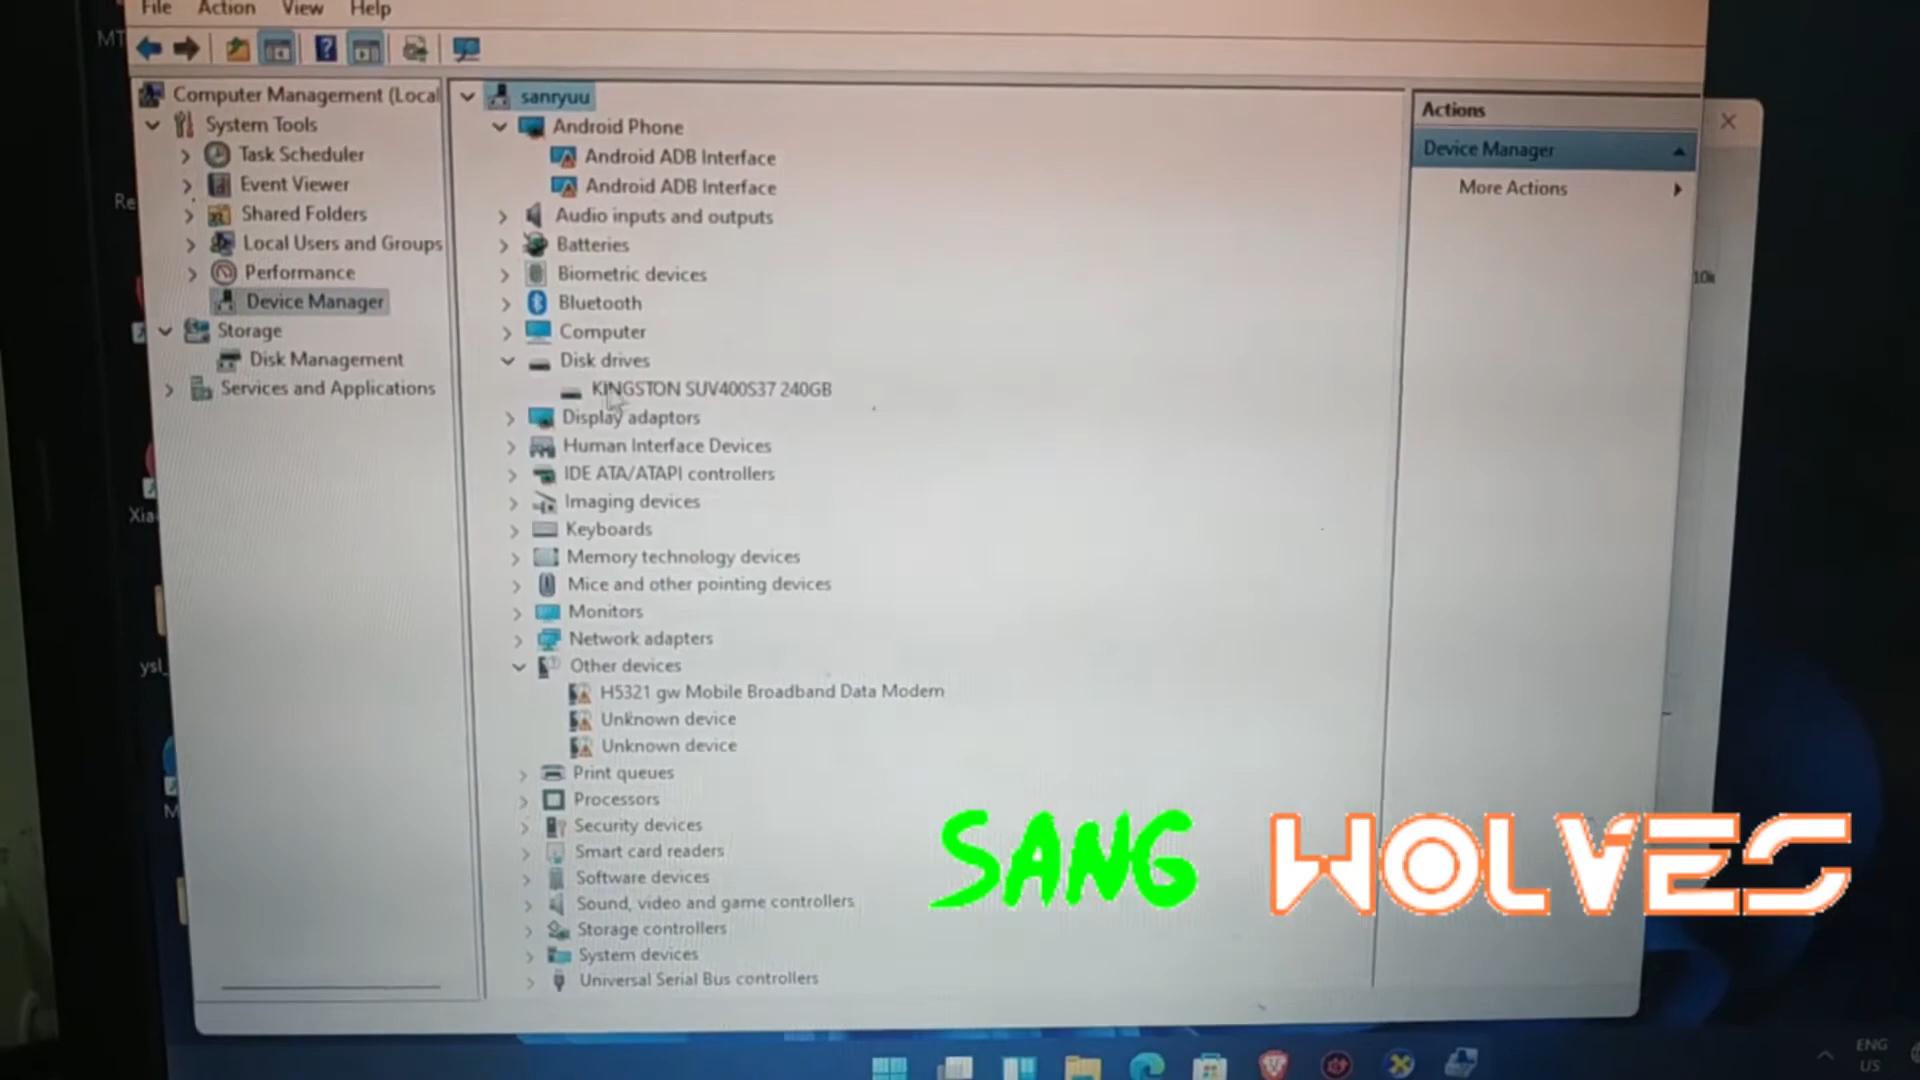 File Action View Help
MT
Computer Management (Local
System Tools
Task Scheduler
Event Viewer
Shared Folders
Local Users and Groups
Performance
Device Manager
Storage
Disk Management
Services and Applications
sanryuu
Android Phone
Android ADB Interface
Android ADB Interface
Audio inputs and outputs
Batteries
Biometric devices
Bluetooth
Computer
Disk drives
KINGSTON SUV400S37 240GB
Display adaptors
Human Interface Devices
IDE ATA/ATAPI controllers
Imaging devices
Keyboards
Memory technology devices
Mice and other pointing devices
Monitors
Network adapters
Other devices
H5321 gw Mobile Broadband Data Modem
Unknown device
Unknown device
Print queues
Processors
Security devices
Smart card readers
Software devices
Sound, video and game controllers
Storage controllers
System devices
Universal Serial Bus controllers
Actions
Device Manager
More Actions
Re
Xia
ysl_
M
SANG WOLVES
ENG
US